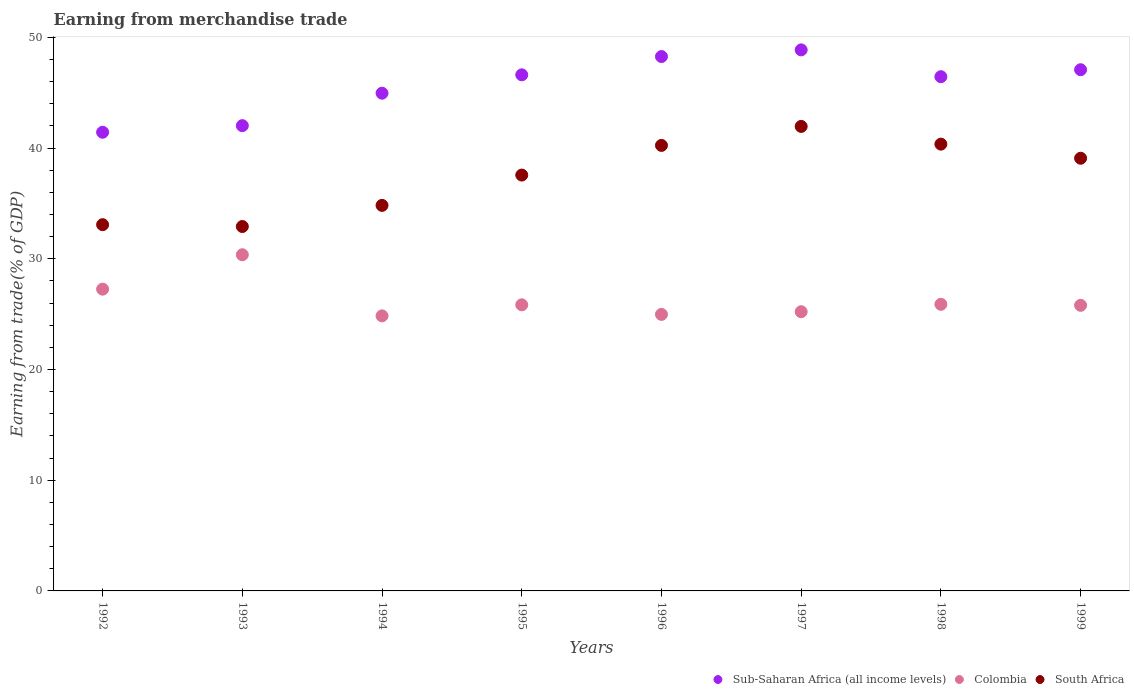 Earning from merchandise trade
Earning from trade(% of GDP)
50
40
30
20
10
0
1992
1993
1994
1995
1996
1997
1998
1999
Years
Sub-Saharan Africa (all income levels)
Colombia
South Africa